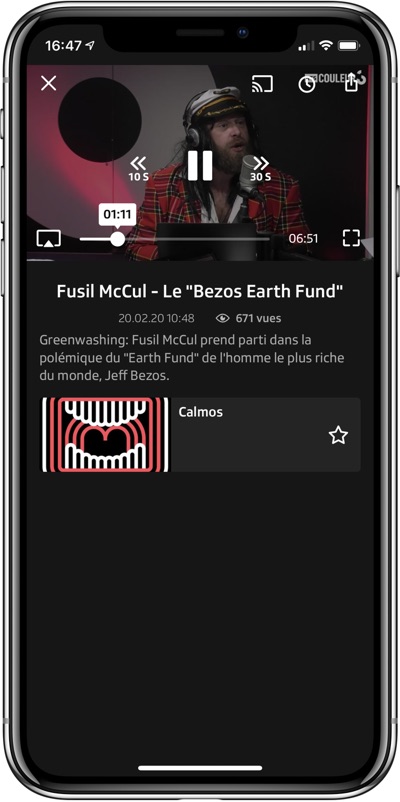 16:47
COULEUR3
10 S
30 S
01:11
06:51
Fusil McCul - Le "Bezos Earth Fund"
20.02.20 10:48 671 vues
Greenwashing: Fusil McCul prend parti dans la
polémique du "Earth Fund" de l'homme le plus riche
du monde, Jeff Bezos.
Calmos